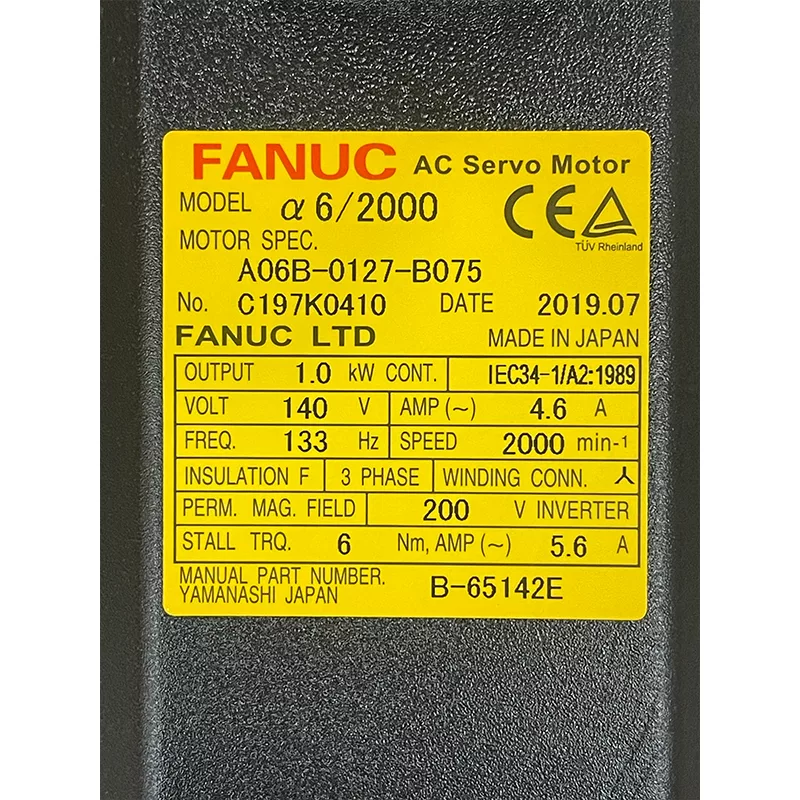 FANUC AC Servo Motor
MODEL α6/2000
CE
TÜV Rheinland
MOTOR SPEC.
A06B-0127-B075
No. C197K0410 DATE 2019.07
FANUC LTD MADE IN JAPAN
OUTPUT 1.0 kW CONT. IEC34-1/A2:1989
VOLT 140 V AMP (~) 4.6 A
FREQ. 133 Hz SPEED 2000 min-1
INSULATION F 3 PHASE WINDING CONN. ⅄
PERM. MAG. FIELD 200 V INVERTER
STALL TRQ. 6 Nm, AMP (~) 5.6 A
MANUAL PART NUMBER. B-65142E
YAMANASHI JAPAN